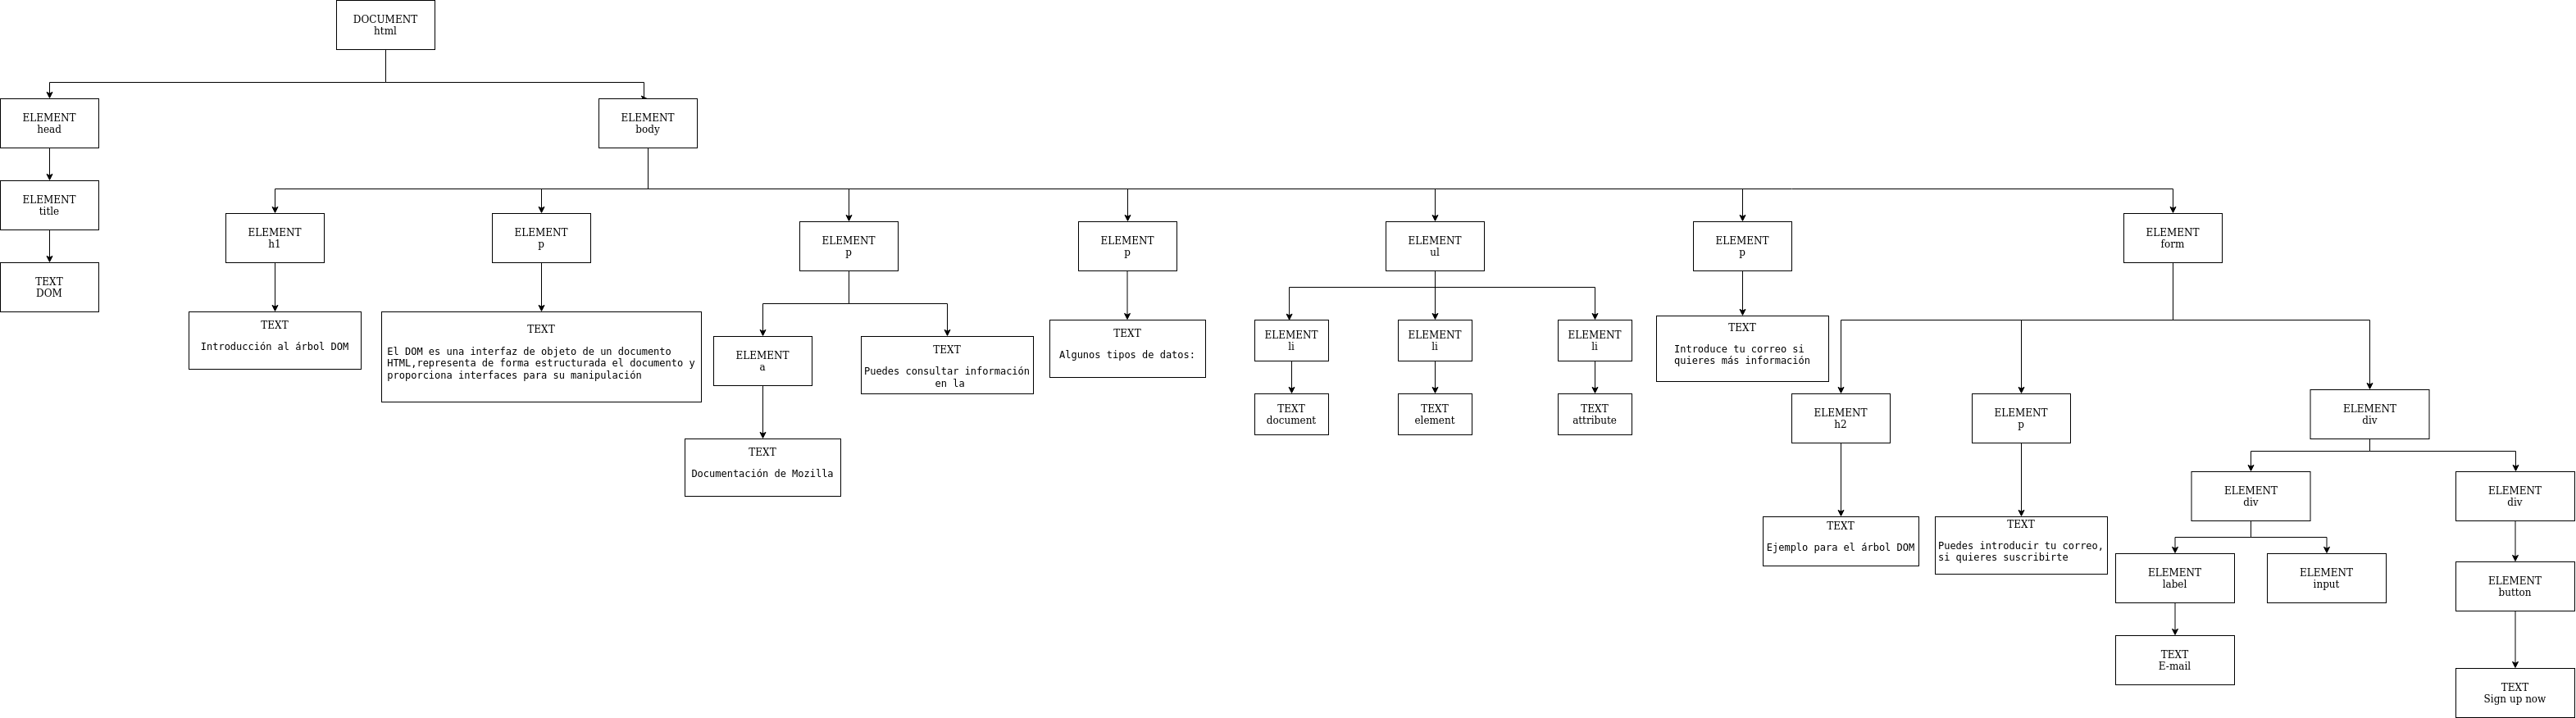 DOCUMENT
html
ELEMENT
head
ELEMENT
body
ELEMENT
title
TEXT
DOM
ELEMENT
h1
TEXT
Introducción al árbol DOM
ELEMENT
p
TEXT
El DOM es una interfaz de objeto de un documento
HTML,representa de forma estructurada el documento y
proporciona interfaces para su manipulación
ELEMENT
p
ELEMENT
a
TEXT
Documentación de Mozilla
TEXT
Puedes consultar información
en la
ELEMENT
p
TEXT
Algunos tipos de datos:
ELEMENT
ul
ELEMENT
li
TEXT
document
ELEMENT
li
TEXT
element
ELEMENT
li
TEXT
attribute
ELEMENT
p
TEXT
Introduce tu correo si
quieres más información
ELEMENT
form
ELEMENT
h2
TEXT
Ejemplo para el árbol DOM
ELEMENT
p
TEXT
Puedes introducir tu correo,
si quieres suscribirte
ELEMENT
div
ELEMENT
div
ELEMENT
label
TEXT
E-mail
ELEMENT
input
ELEMENT
div
ELEMENT
button
TEXT
Sign up now